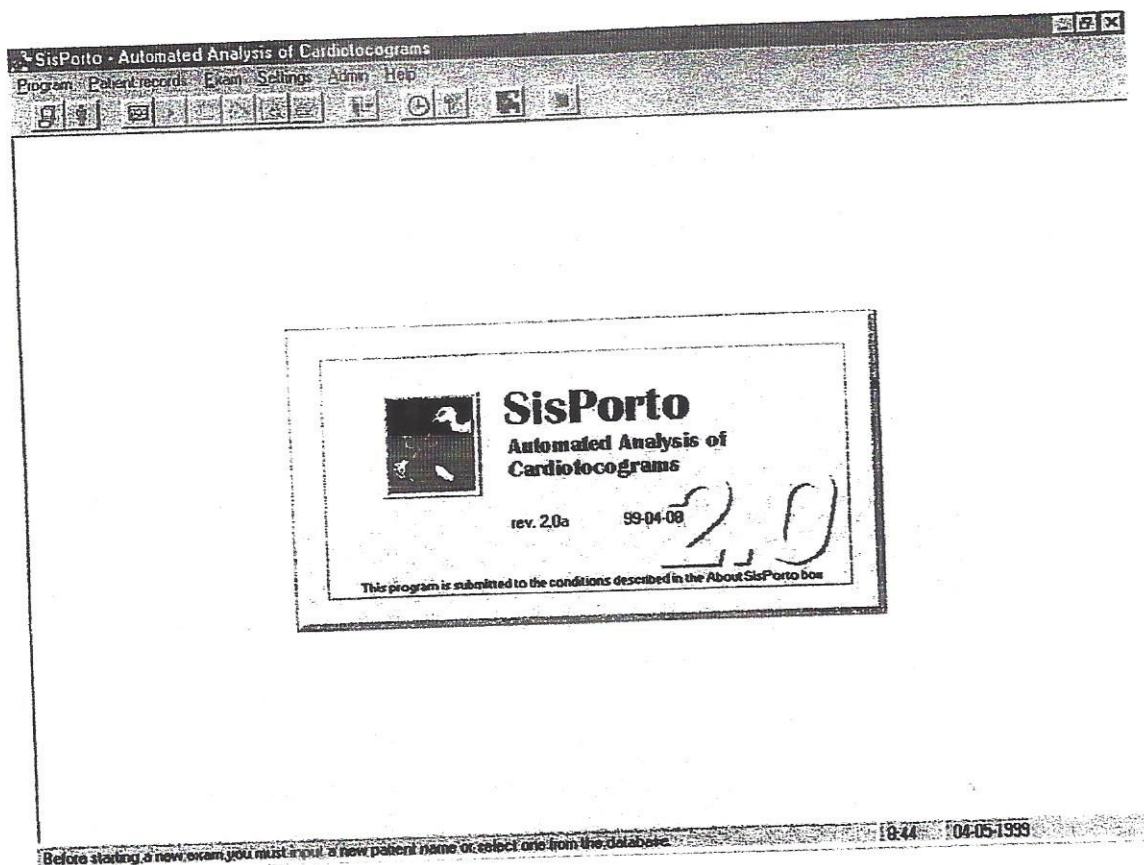 SisPorto - Automated Analysis of Cardiotocograms
Program Patient records Exam Settings Admin Help
SisPorto
Automated Analysis of
Cardiotocograms
rev. 2.0a 99-04-08
2.0
This program is submitted to the conditions described in the About SisPorto box
Before starting a new exam you must input a new patient name or select one from the database. 8:44 04-05-1999